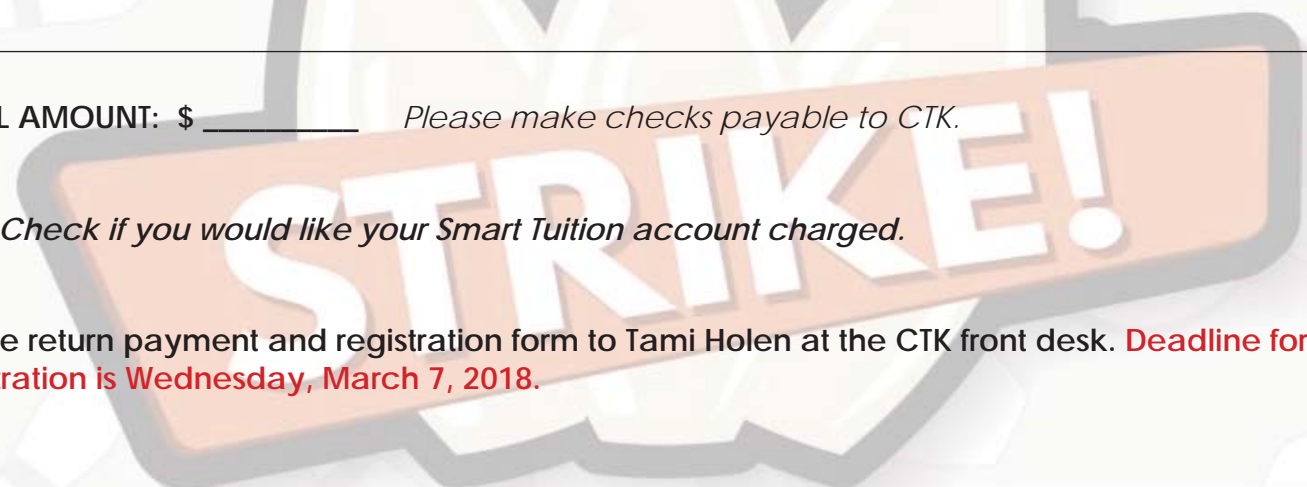 L AMOUNT: $ __________ Please make checks payable to CTK.
STRIKE!
Check if you would like your Smart Tuition account charged.
e return payment and registration form to Tami Holen at the CTK front desk. Deadline for
tration is Wednesday, March 7, 2018.